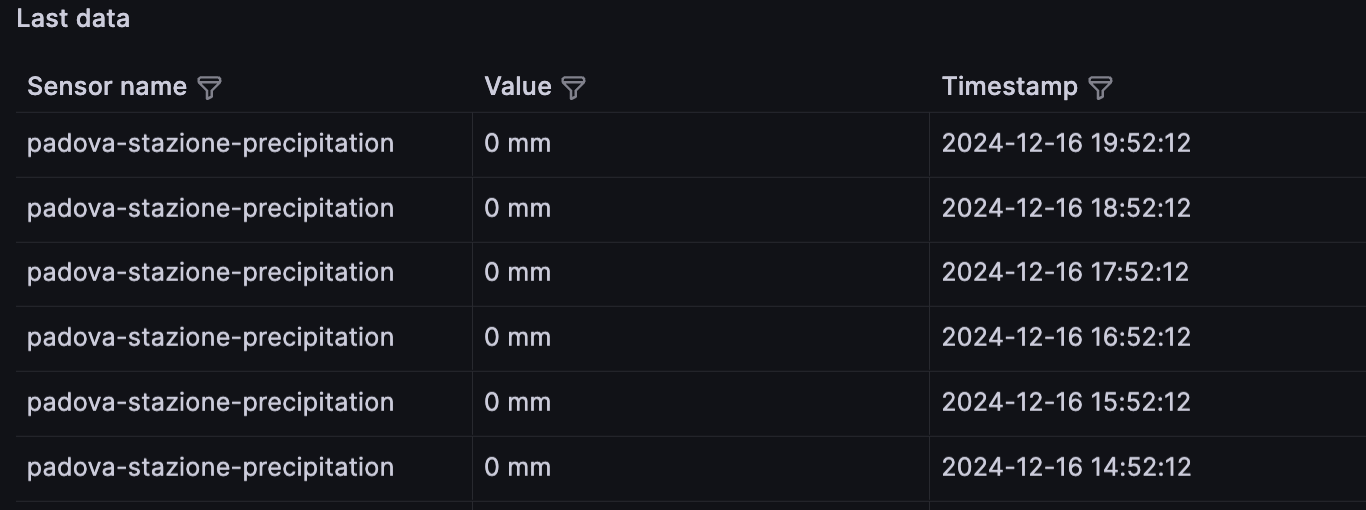 Last data
Sensor name Value Timestamp
padova-stazione-precipitation 0 mm 2024-12-16 19:52:12
padova-stazione-precipitation 0 mm 2024-12-16 18:52:12
padova-stazione-precipitation 0 mm 2024-12-16 17:52:12
padova-stazione-precipitation 0 mm 2024-12-16 16:52:12
padova-stazione-precipitation 0 mm 2024-12-16 15:52:12
padova-stazione-precipitation 0 mm 2024-12-16 14:52:12